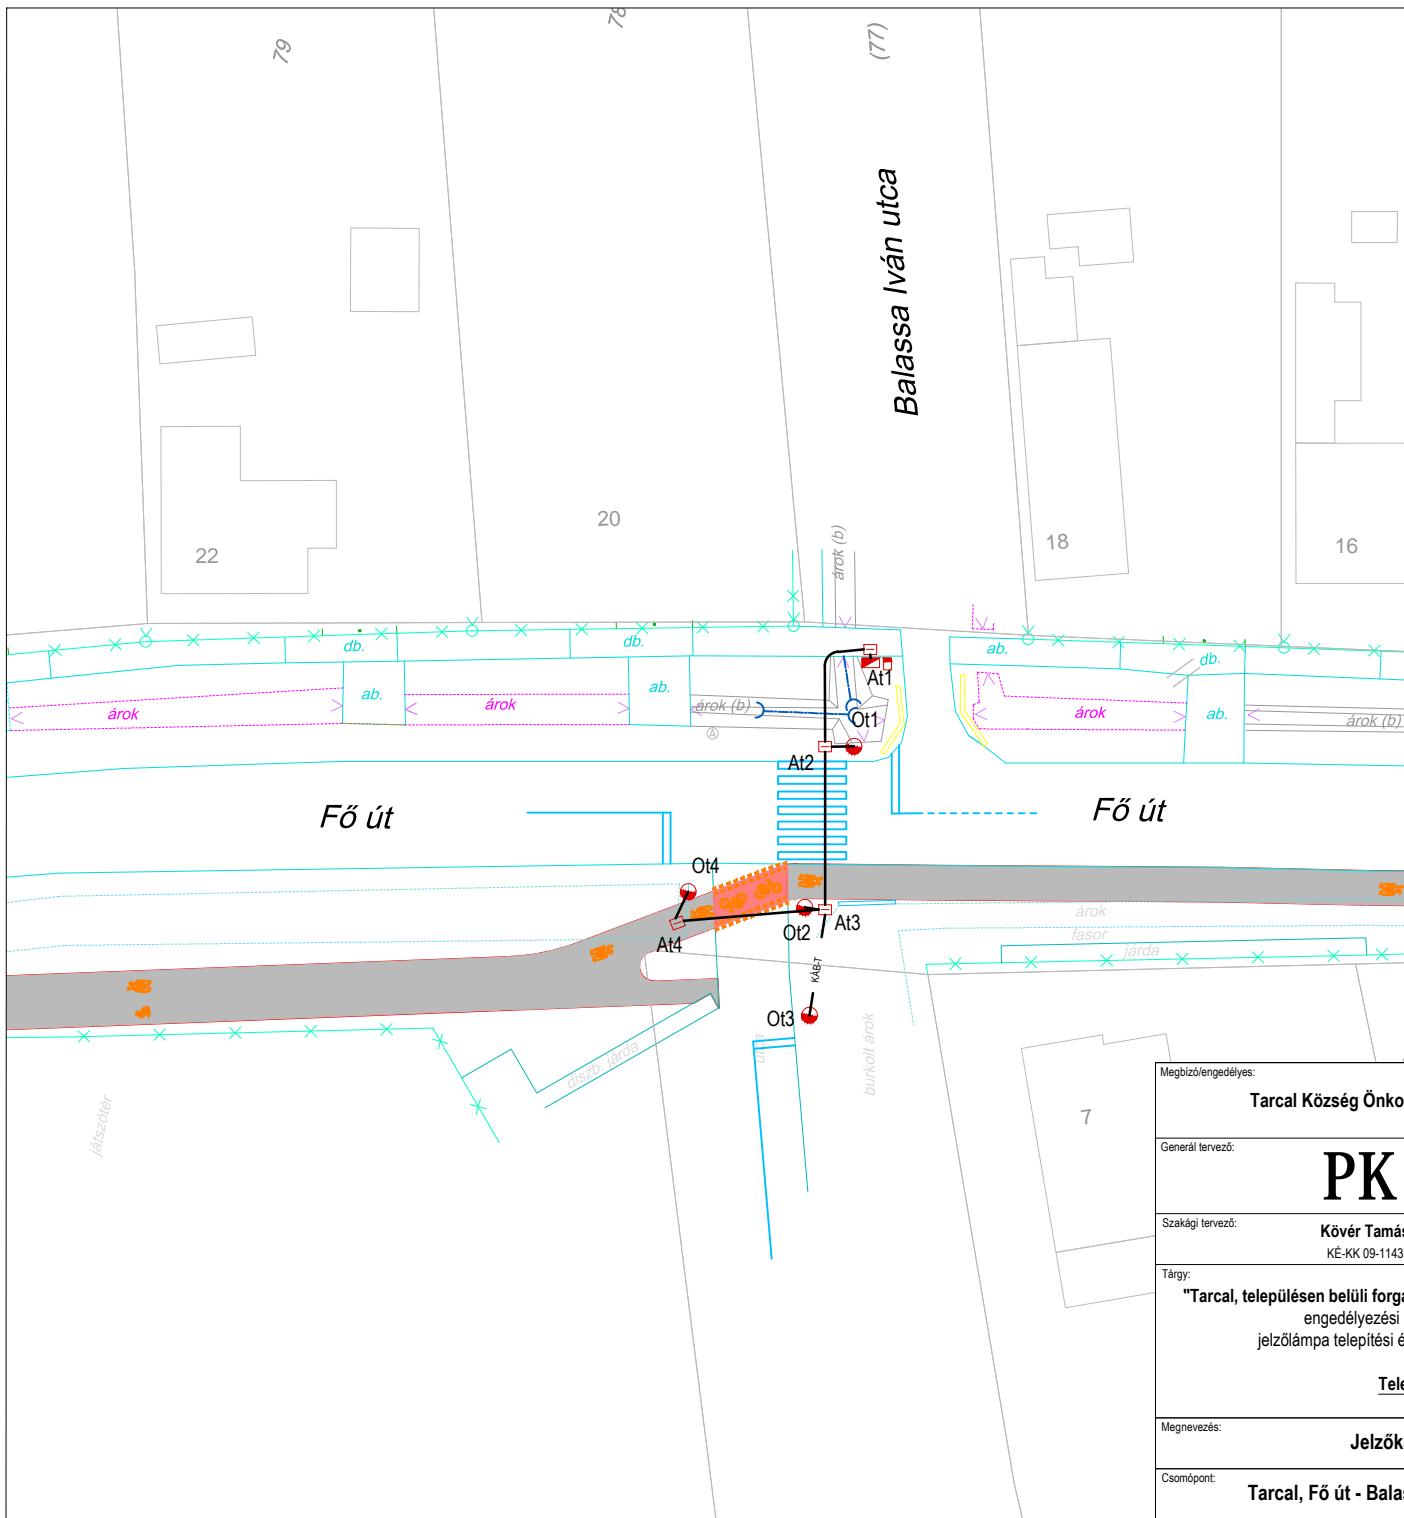 79
78
(77)
Balassa Iván utca
22
20
18
16
árok (b)
db.
db.
ab.
db.
ab.
ab.
ab.
árok
árok
árok (b)
árok
árok (b)
At1
Ot1
At2
A
Fő út
Fő út
Ot4
At4
Ot2
At3
KÁB-T
Ot3
árok
fasor
járda
diszb. járda
utca
burkolt árok
játszótér
7
Megbízó/engedélyes:
Tarcal Község Önko
Generál tervező:
PK
Szakági tervező:
Kövér Tamás
KÉ-KK 09-1143
Tárgy:
"Tarcal, településen belüli forga
engedélyezési
jelzőlámpa telepítési é
Tele
Megnevezés:
Jelzők
Csomópont:
Tarcal, Fő út - Balas